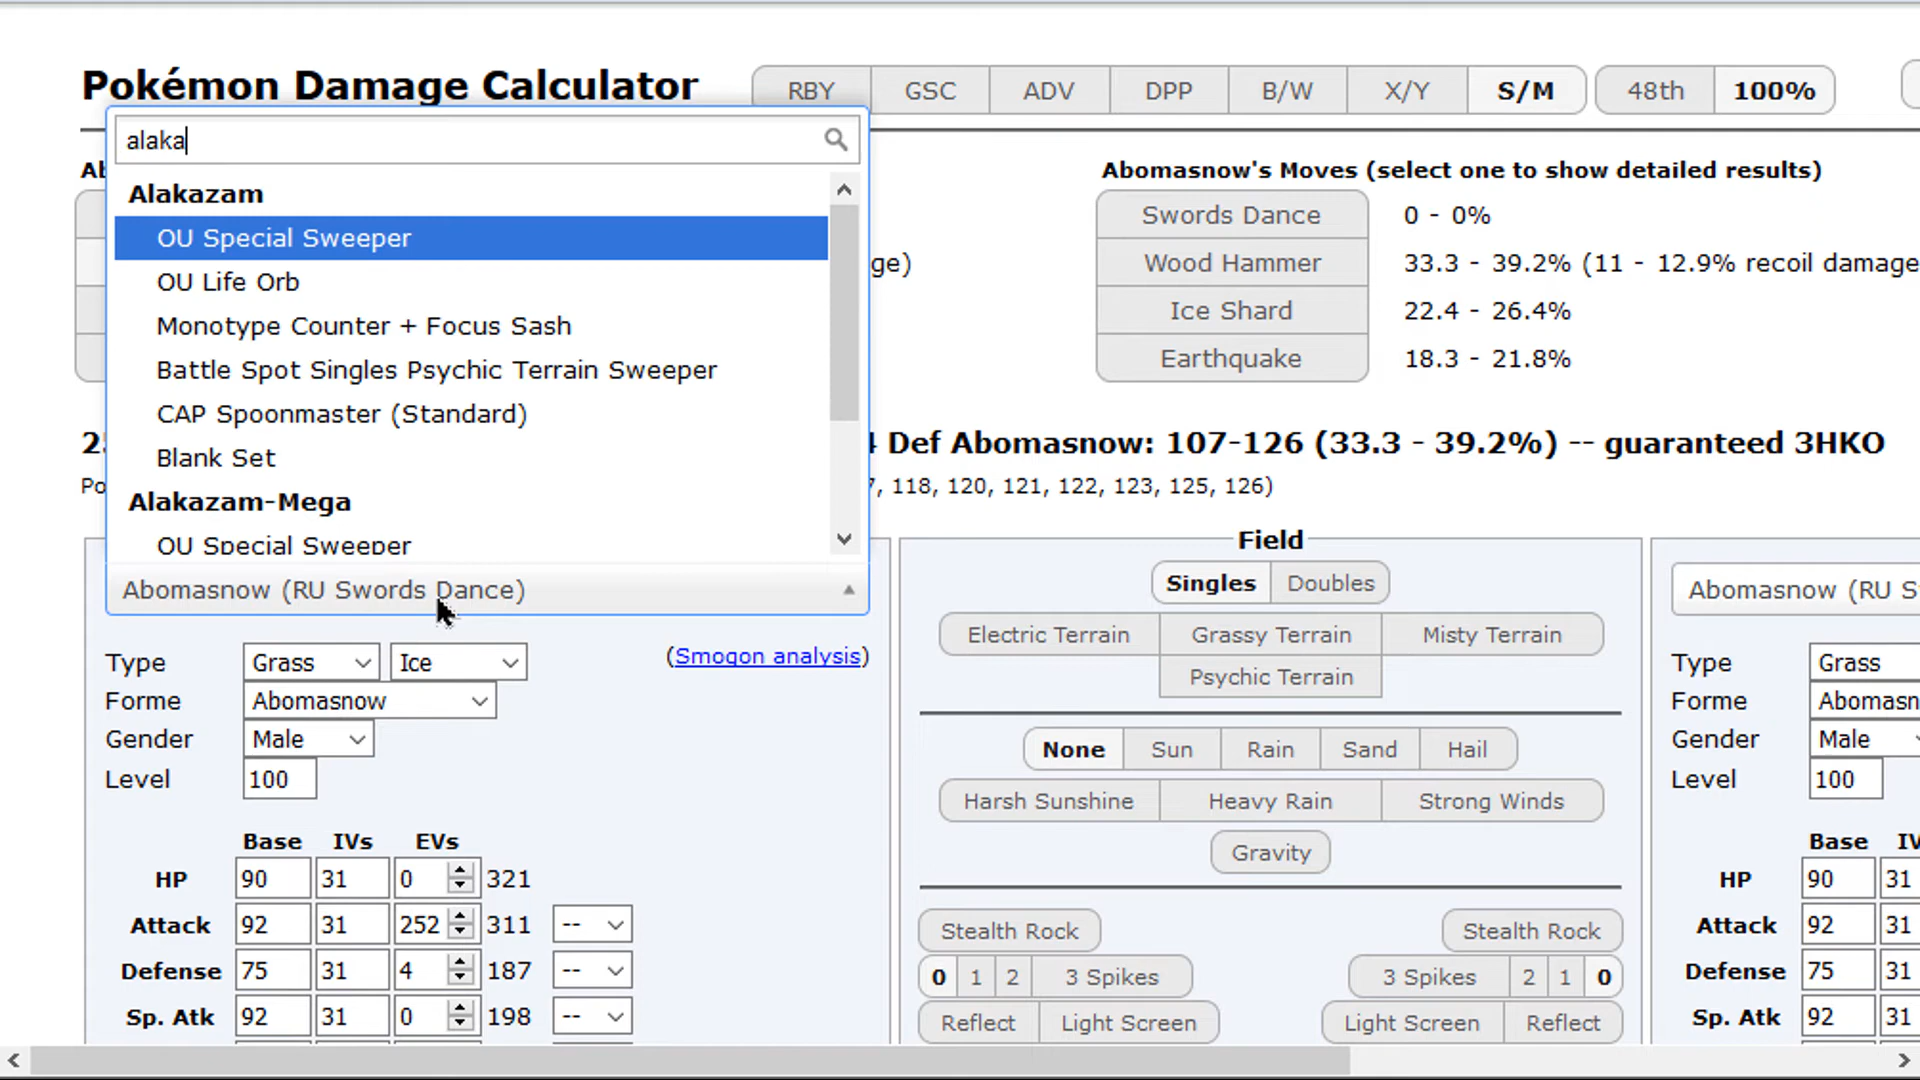 Pokémon Damage Calculator
RBY GSC ADV DPP B/W X/Y S/M 48th 100%
alaka
Alakazam
OU Special Sweeper
OU Life Orb
Monotype Counter + Focus Sash
Battle Spot Singles Psychic Terrain Sweeper
CAP Spoonmaster (Standard)
Blank Set
Alakazam-Mega
OU Special Sweeper
Abomasnow (RU Swords Dance)
Ab
ge)
Abomasnow's Moves (select one to show detailed results)
Swords Dance 0 - 0%
Wood Hammer 33.3 - 39.2% (11 - 12.9% recoil damage
Ice Shard 22.4 - 26.4%
Earthquake 18.3 - 21.8%
Def Abomasnow: 107-126 (33.3 - 39.2%) -- guaranteed 3HKO
Po , 118, 120, 121, 122, 123, 125, 126)
Type Grass Ice (Smogon analysis)
Forme Abomasnow
Gender Male
Level 100
Base IVs EVs
HP 90 31 0 321
Attack 92 31 252 311 --
Defense 75 31 4 187 --
Sp. Atk 92 31 0 198 --
Field
Singles Doubles
Electric Terrain Grassy Terrain Misty Terrain
Psychic Terrain
None Sun Rain Sand Hail
Harsh Sunshine Heavy Rain Strong Winds
Gravity
Stealth Rock Stealth Rock
0 1 2 3 Spikes 3 Spikes 2 1 0
Reflect Light Screen Light Screen Reflect
Abomasnow (RU S
Type Grass
Forme Abomasn
Gender Male
Level 100
Base IV
HP 90 31
Attack 92 31
Defense 75 31
Sp. Atk 92 31